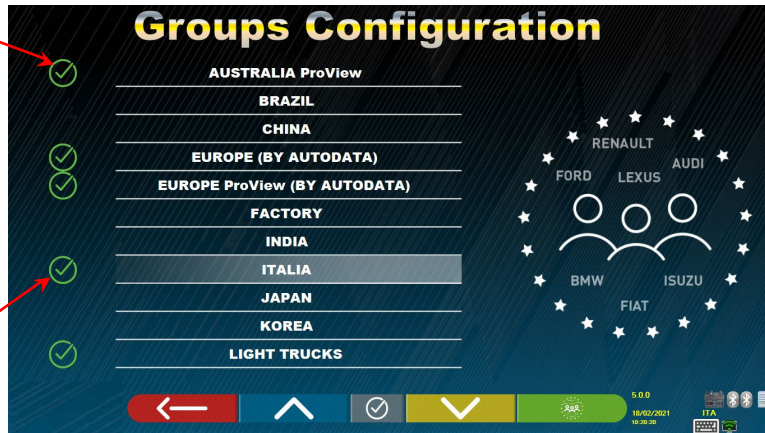 Groups Configuration
AUSTRALIA ProView
BRAZIL
CHINA
EUROPE (BY AUTODATA)
EUROPE ProView (BY AUTODATA)
FACTORY
INDIA
ITALIA
JAPAN
KOREA
LIGHT TRUCKS
RENAULT
AUDI
FORD
LEXUS
BMW
ISUZU
FIAT
5.0.0
18/02/2021
ITA
10:20:20